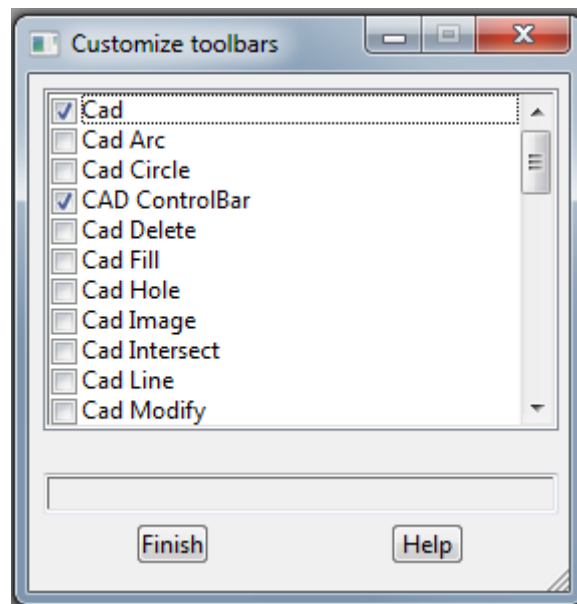 Customize toolbars
Cad
Cad Arc
Cad Circle
CAD ControlBar
Cad Delete
Cad Fill
Cad Hole
Cad Image
Cad Intersect
Cad Line
Cad Modify
Finish
Help